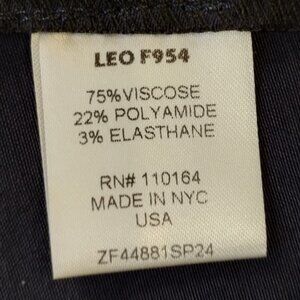 LEO F954
75%VISCOSE
22% POLYAMIDE
3% ELASTHANE
RN# 110164
MADE IN NYC
USA
ZF44881SP24